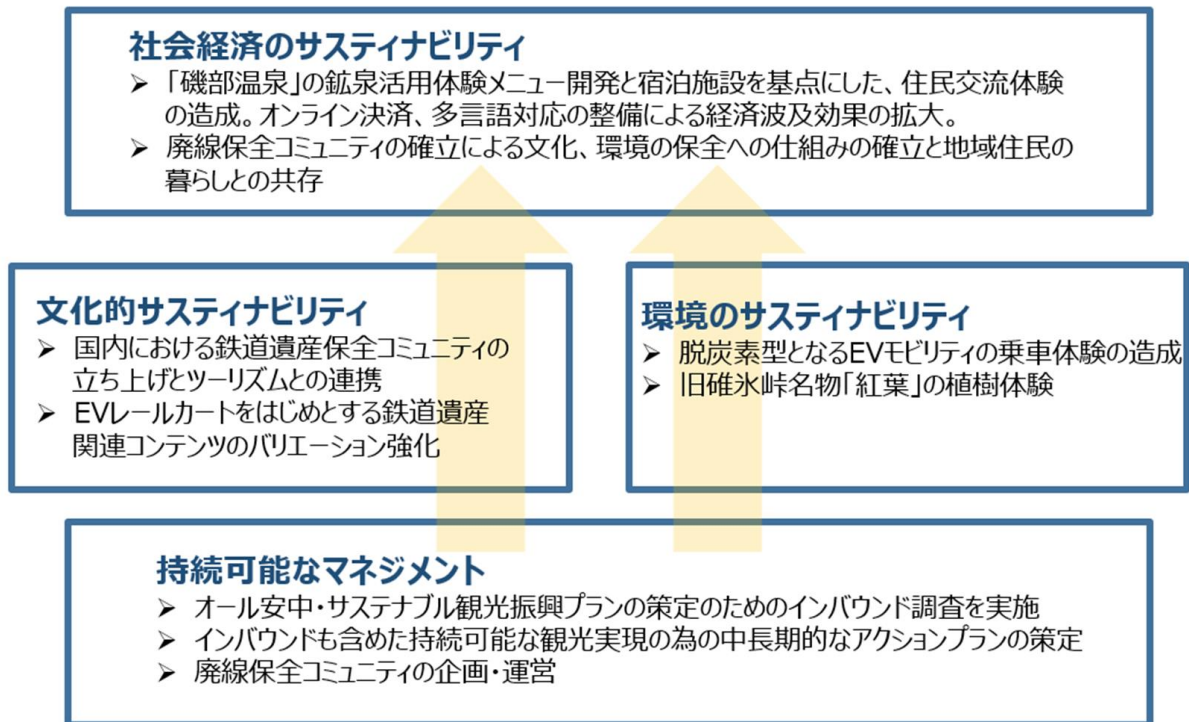 社会経済のサスティナビリティ
➢ 「磯部温泉」の鉱泉活用体験メニュー開発と宿泊施設を基点にした、住民交流体験
の造成。オンライン決済、多言語対応の整備による経済波及効果の拡大。
➢ 廃線保全コミュニティの確立による文化、環境の保全への仕組みの確立と地域住民の
暮らしとの共存
文化的サスティナビリティ
➢ 国内における鉄道遺産保全コミュニティの
立ち上げとツーリズムとの連携
➢ EVレールカートをはじめとする鉄道遺産
関連コンテンツのバリエーション強化
環境のサスティナビリティ
➢ 脱炭素型となるEVモビリティの乗車体験の造成
➢ 旧碓氷峠名物「紅葉」の植樹体験
持続可能なマネジメント
➢ オール安中・サステナブル観光振興プランの策定のためのインバウンド調査を実施
➢ インバウンドも含めた持続可能な観光実現の為の中長期的なアクションプランの策定
➢ 廃線保全コミュニティの企画・運営